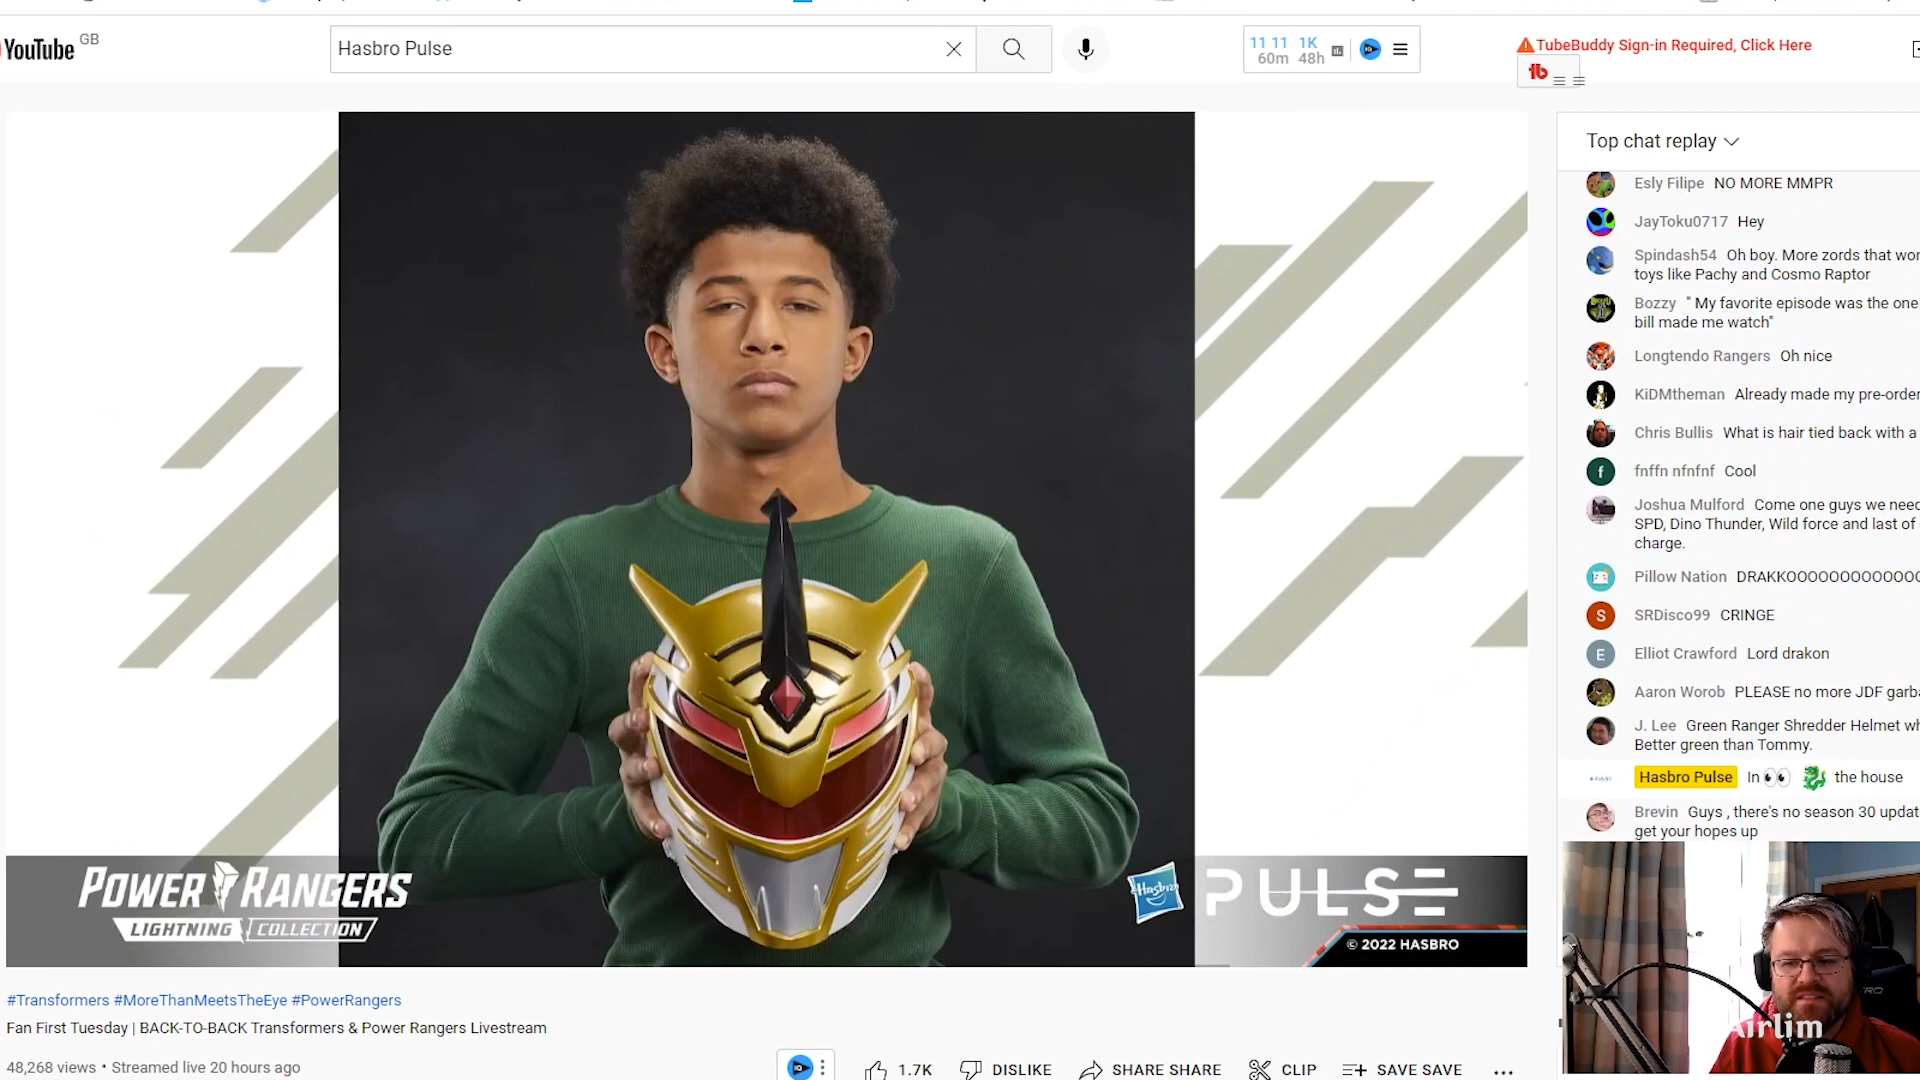 YouTube GB
Hasbro Pulse
11 11 1K
60m 48h
TubeBuddy Sign-in Required, Click Here
tb
Top chat replay
Esly Filipe NO MORE MMPR
JayToku0717 Hey
Spindash54 Oh boy. More zords that
toys like Pachy and Cosmo Raptor
Bozzy " My favorite episode was the one
bill made me watch"
Longtendo Rangers Oh nice
KiDMtheman Already made my pre-order
Chris Bullis What is hair tied back with a
f fnffn nfnfnf Cool
Joshua Mulford Come one guys we need
SPD, Dino Thunder, Wild force and last of
charge.
Pillow Nation
S SRDisco99 CRINGE
E Elliot Crawford Lord drakon
Aaron Worob PLEASE no more JDF
J. Lee Green Ranger Shredder Helmet
Better green than Tommy.
Hasbro Pulse In 👀 🐉 the house
Brevin Guys , there's no season 30
get your hopes up
POWER RANGERS
LIGHTNING COLLECTION
Hasbro PULSE
© 2022 HASBRO
Airlim
#Transformers #MoreThanMeetsTheEye #PowerRangers
Fan First Tuesday | BACK-TO-BACK Transformers & Power Rangers Livestream
48,268 views • Streamed live 20 hours ago
1.7K DISLIKE SHARE SHARE CLIP SAVE SAVE ...